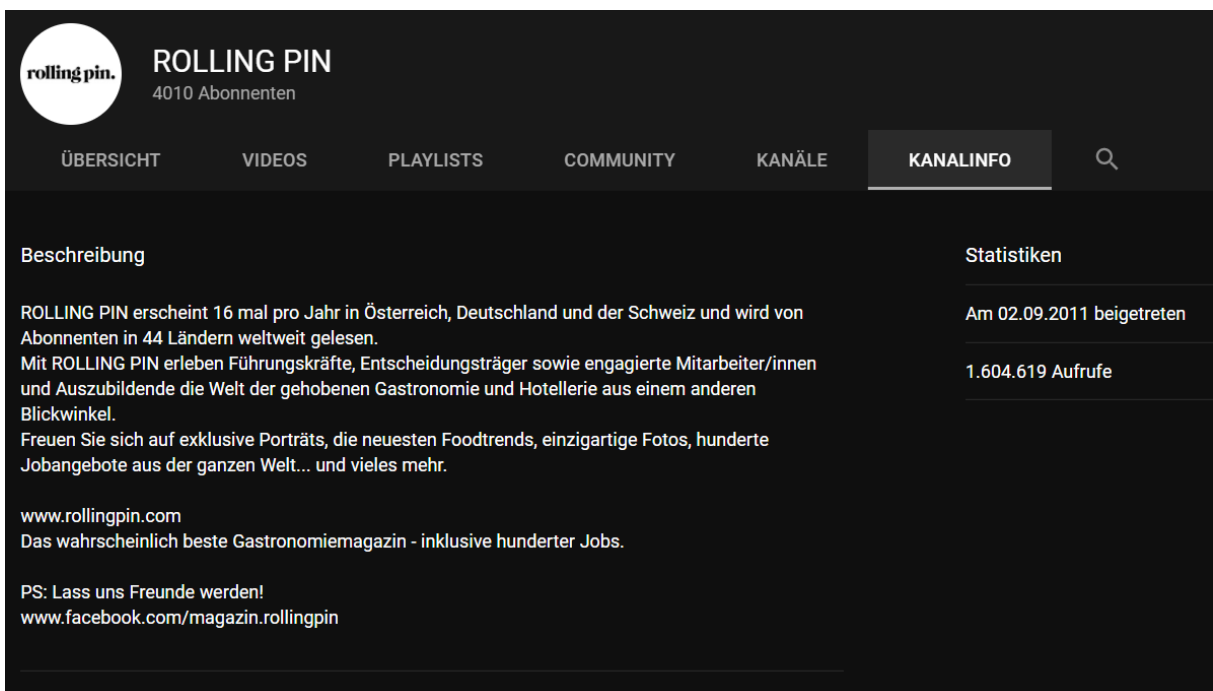 rolling pin.
ROLLING PIN
4010 Abonnenten
ÜBERSICHT VIDEOS PLAYLISTS COMMUNITY KANÄLE KANALINFO
Beschreibung
ROLLING PIN erscheint 16 mal pro Jahr in Österreich, Deutschland und der Schweiz und wird von
Abonnenten in 44 Ländern weltweit gelesen.
Mit ROLLING PIN erleben Führungskräfte, Entscheidungsträger sowie engagierte Mitarbeiter/innen
und Auszubildende die Welt der gehobenen Gastronomie und Hotellerie aus einem anderen
Blickwinkel.
Freuen Sie sich auf exklusive Porträts, die neuesten Foodtrends, einzigartige Fotos, hunderte
Jobangebote aus der ganzen Welt... und vieles mehr.
www.rollingpin.com
Das wahrscheinlich beste Gastronomiemagazin - inklusive hunderter Jobs.
PS: Lass uns Freunde werden!
www.facebook.com/magazin.rollingpin
Statistiken
Am 02.09.2011 beigetreten
1.604.619 Aufrufe